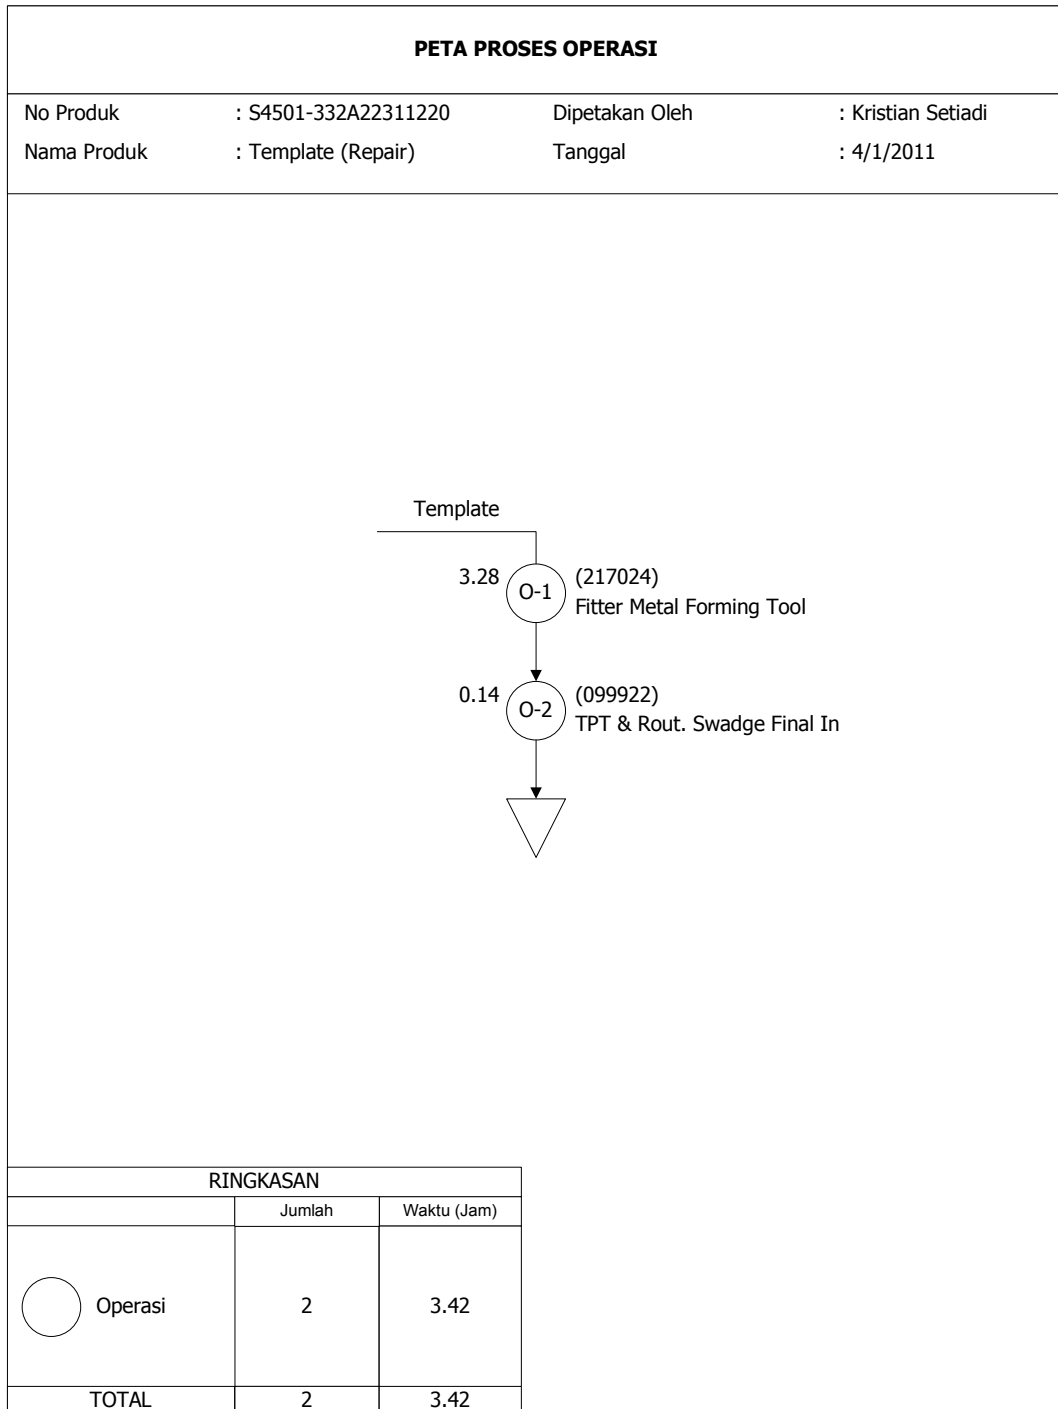 PETA PROSES OPERASI
No Produk : S4501-332A22311220 Dipetakan Oleh : Kristian Setiadi
Nama Produk : Template (Repair) Tanggal : 4/1/2011
Template
3.28 O-1 (217024)
Fitter Metal Forming Tool
0.14 O-2 (099922)
TPT & Rout. Swadge Final In
RINGKASAN
Jumlah Waktu (Jam)
Operasi 2 3.42
TOTAL 2 3.42